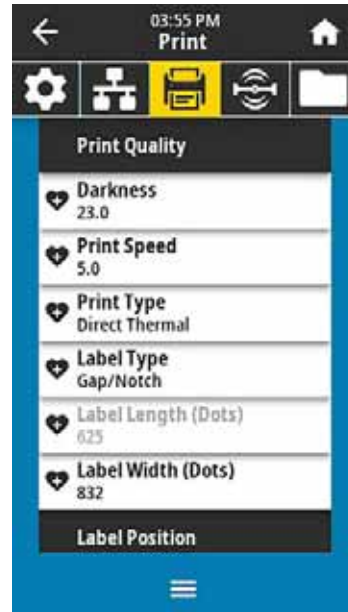 03:55 PM
Print
Print Quality
Darkness
23.0
Print Speed
5.0
Print Type
Direct Thermal
Label Type
Gap/Notch
Label Length (Dots)
625
Label Width (Dots)
832
Label Position